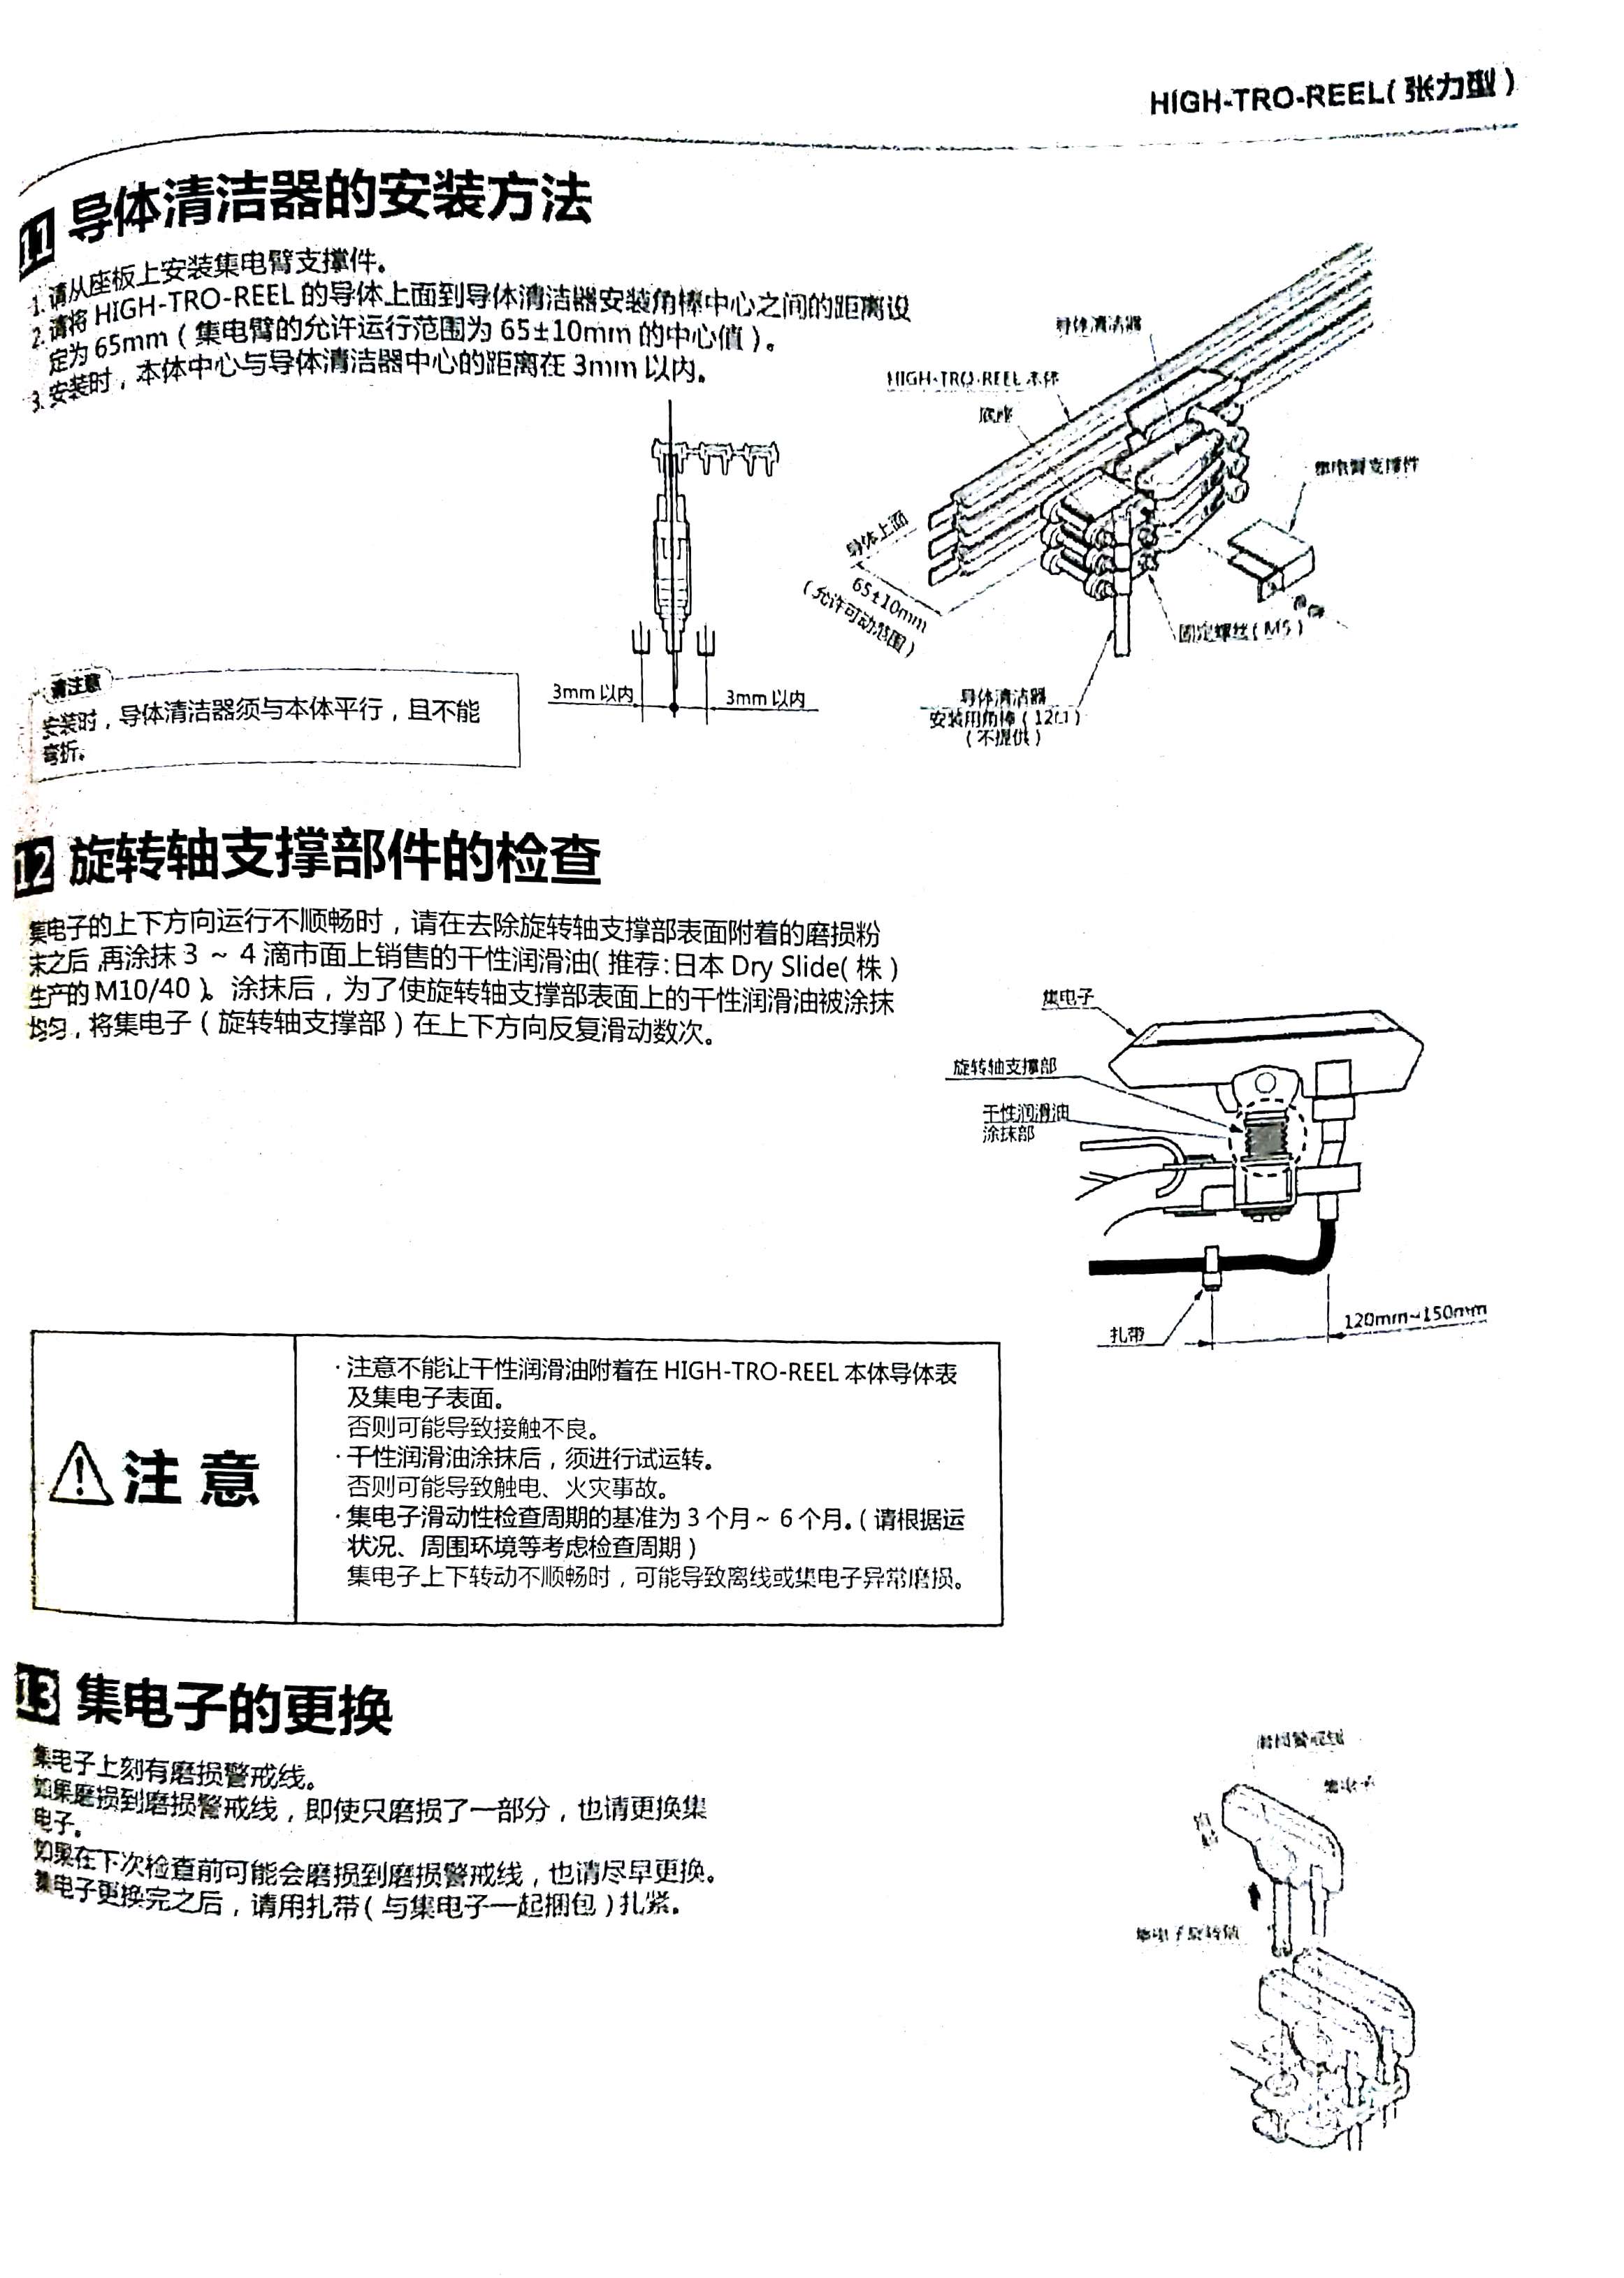 HIGH-TRO-REEL(张力型)
11 导体清洁器的安装方法
1. 请从座板上安装集电臂支撑件。
2. 请将 HIGH-TRO-REEL 的导体上面到导体清洁器安装角棒中心之间的距离设
定为 65mm(集电臂的允许运行范围为 65±10mm 的中心值)。
3. 安装时,本体中心与导体清洁器中心的距离在 3mm 以内。
导体清洁器
HIGH-TRO-REEL 本体
底座
集电臂支撑件
导体上面
65±10mm
(允许可动范围)
固定螺丝(M5)
3mm 以内
3mm 以内
导体清洁器
安装用角棒(12□)
(不提供)
请注意
安装时,导体清洁器须与本体平行,且不能
弯折。
12 旋转轴支撑部件的检查
集电子的上下方向运行不顺畅时,请在去除旋转轴支撑部表面附着的磨损粉
末之后,再涂抹 3 ~ 4 滴市面上销售的干性润滑油(推荐:日本 Dry Slide(株)
生产的 M10/40)。涂抹后,为了使旋转轴支撑部表面上的干性润滑油被涂抹
均匀,将集电子(旋转轴支撑部)在上下方向反复滑动数次。
集电子
旋转轴支撑部
干性润滑油
涂抹部
扎带
120mm~150mm
注意
·注意不能让干性润滑油附着在 HIGH-TRO-REEL 本体导体表
及集电子表面。
否则可能导致接触不良。
·干性润滑油涂抹后,须进行试运转。
否则可能导致触电、火灾事故。
·集电子滑动性检查周期的基准为 3 个月~ 6 个月。(请根据运
状况、周围环境等考虑检查周期)
集电子上下转动不顺畅时,可能导致离线或集电子异常磨损。
13 集电子的更换
集电子上刻有磨损警戒线。
如果磨损到磨损警戒线,即使只磨损了一部分,也请更换集
电子。
如果在下次检查前可能会磨损到磨损警戒线,也请尽早更换。
集电子更换完之后,请用扎带(与集电子一起捆包)扎紧。
磨损警戒线
集电子
集电子旋转轴